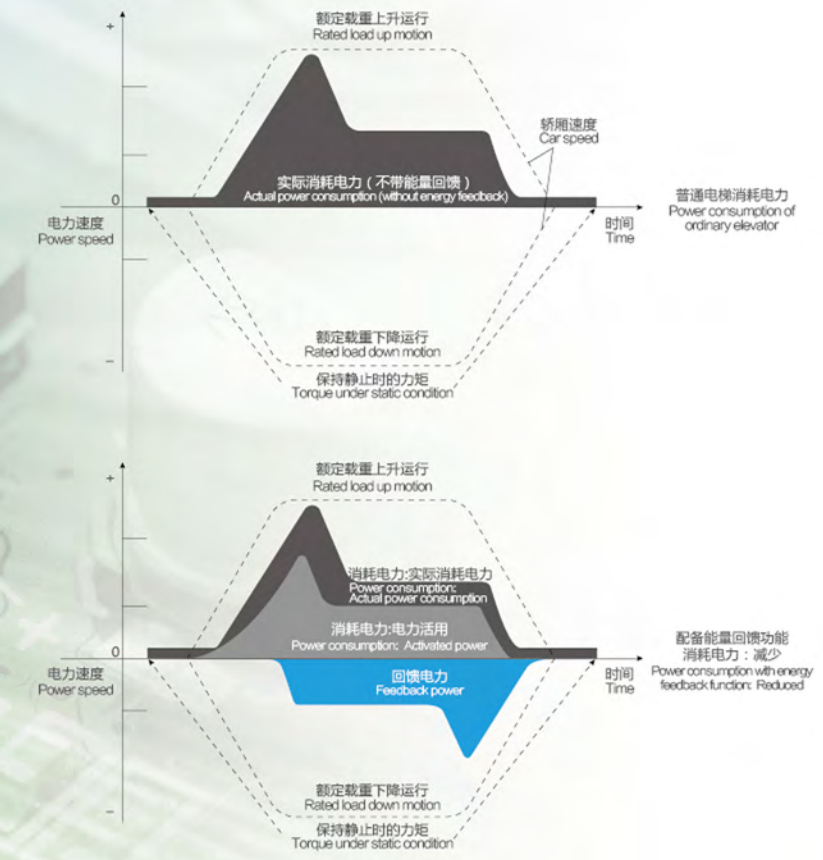 +
额定载重上升运行
Rated load up motion
轿厢速度
Car speed
实际消耗电力（不带能量回馈）
Actual power consumption (without energy feedback)
0
电力速度
Power speed
时间
Time
普通电梯消耗电力
Power consumption of
ordinary elevator
额定载重下降运行
Rated load down motion
−
保持静止时的力矩
Torque under static condition
额定载重上升运行
Rated load up motion
+
消耗电力:实际消耗电力
Power consumption:
Actual power consumption
消耗电力:电力活用
Power consumption: Activated power
0
电力速度
Power speed
回馈电力
Feedback power
时间
Time
配备能量回馈功能
消耗电力：减少
Power consumption with energy
feedback function: Reduced
额定载重下降运行
Rated load down motion
−
保持静止时的力矩
Torque under static condition